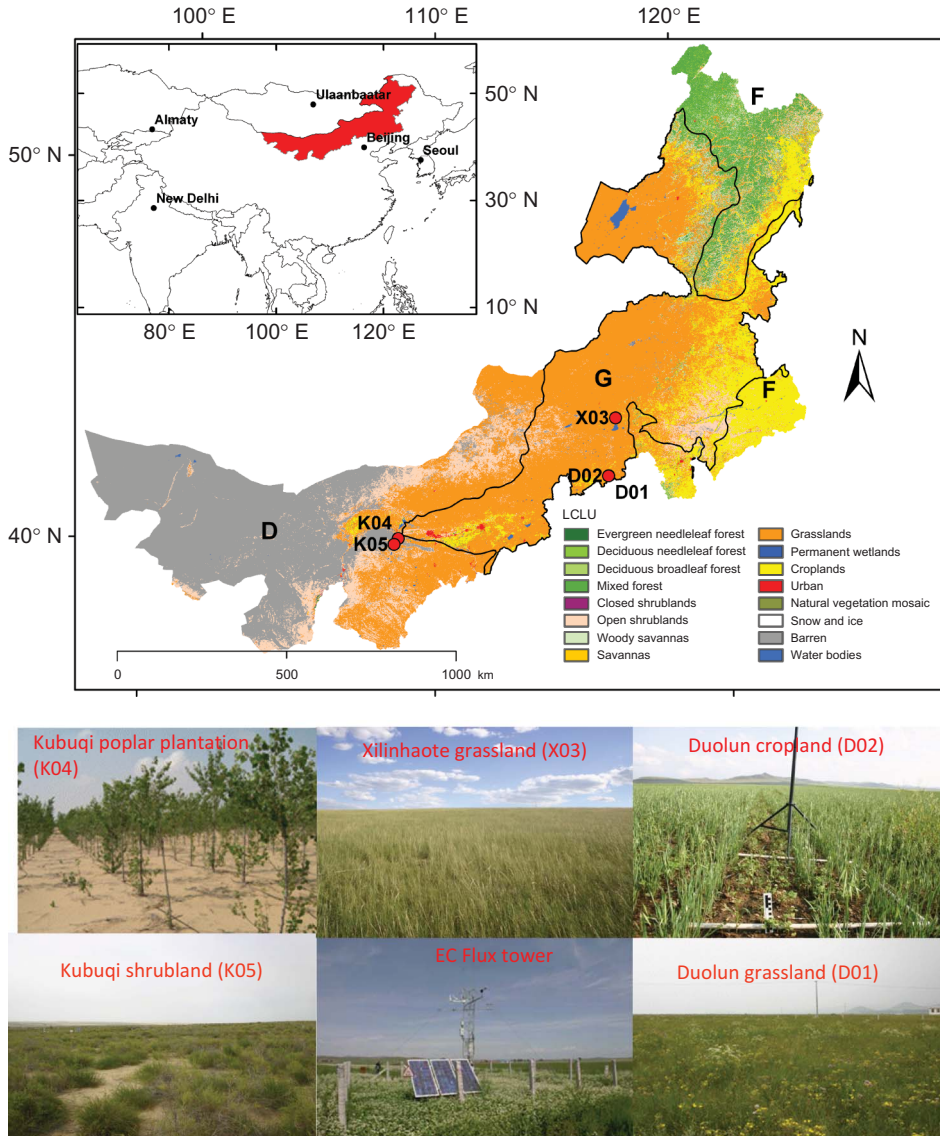 100° E
110° E
120° E
Ulaanbaatar
Almaty
Beijing
Seoul
New Delhi
50° N
30° N
10° N
50° N
40° N
80° E
100° E
120° E
F
G
F
D
N
X03
D02
D01
K04
K05
LCLU
Evergreen needleleaf forest
Deciduous needleleaf forest
Deciduous broadleaf forest
Mixed forest
Closed shrublands
Open shrublands
Woody savannas
Savannas
Grasslands
Permanent wetlands
Croplands
Urban
Natural vegetation mosaic
Snow and ice
Barren
Water bodies
0
500
1000 km
Kubuqi poplar plantation
(K04)
Xilinhaote grassland (X03)
Duolun cropland (D02)
Kubuqi shrubland (K05)
EC Flux tower
Duolun grassland (D01)